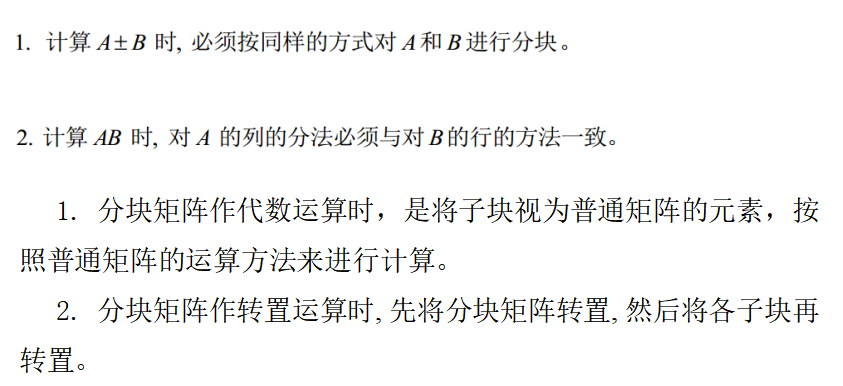 1. 计算 A±B 时, 必须按同样的方式对 A 和 B 进行分块。
2. 计算 AB 时, 对 A 的列的分法必须与对 B 的行的方法一致。
1. 分块矩阵作代数运算时，是将子块视为普通矩阵的元素，按
照普通矩阵的运算方法来进行计算。
2. 分块矩阵作转置运算时,先将分块矩阵转置,然后将各子块再
转置。